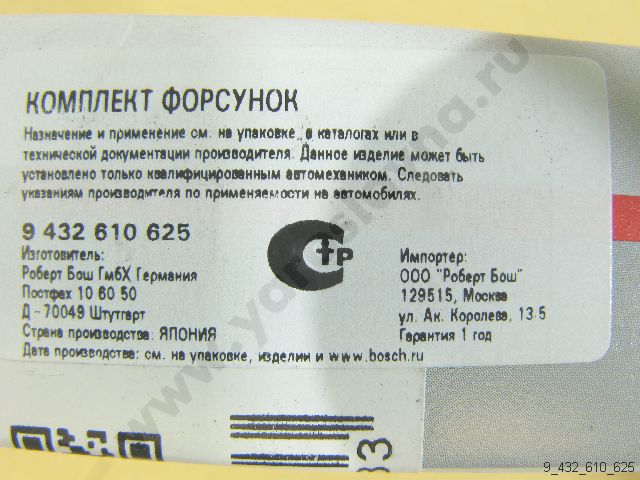 КОМПЛЕКТ ФОРСУНОК
Назначение и применение см. на упаковке, в каталогах или в
технической документации производителя. Данное изделие может быть
установлено только квалифицированным автомехаником. Следовать
указаниям производителя по применяемости на автомобилях.
9 432 610 625
Изготовитель:
Роберт Бош ГмбХ Германия
Постфах 10 60 50
Д - 70049 Штутгарт
Страна производства: ЯПОНИЯ
Дата производства: см. на упаковке, изделии и www.bosch.ru
тр
Импортер:
ООО "Роберт Бош"
129515, Москва
ул. Ак. Королева, 13.5
Гарантия 1 год
9_432_610_625